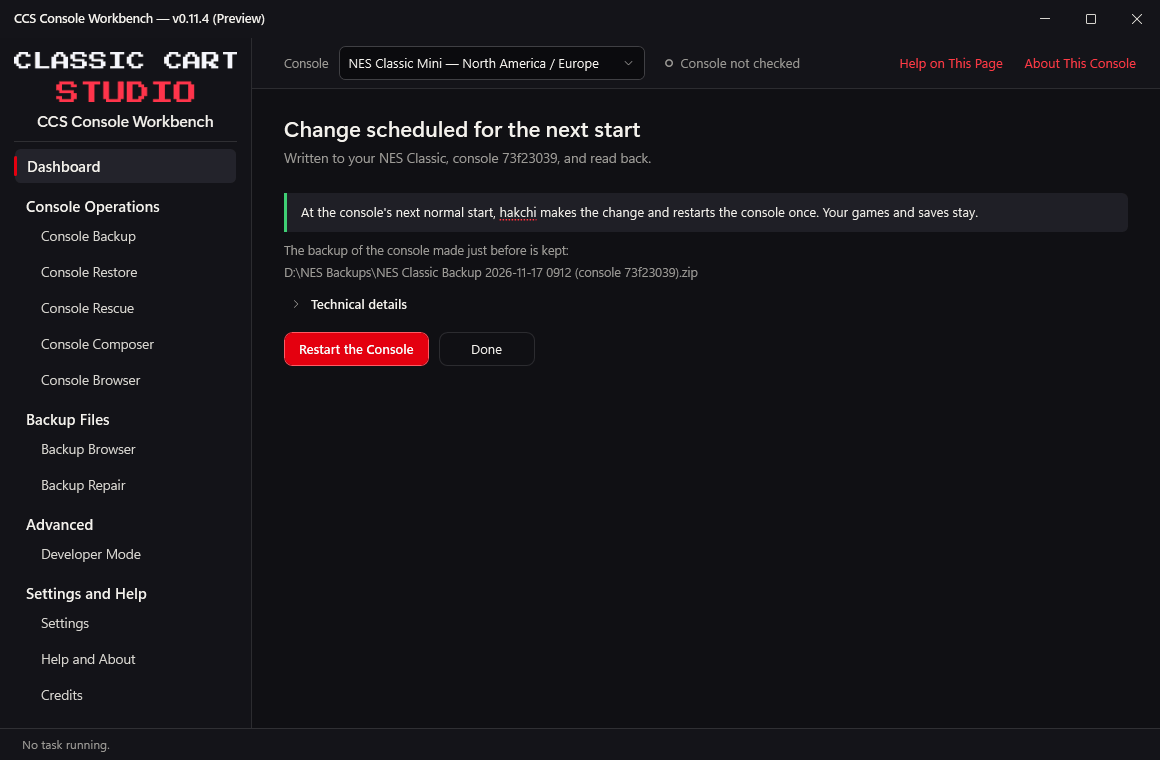 CCS Console Workbench — v0.11.4 (Preview)
CLASSIC CART
STUDIO
CCS Console Workbench
Dashboard
Console Operations
Console Backup
Console Restore
Console Rescue
Console Composer
Console Browser
Backup Files
Backup Browser
Backup Repair
Advanced
Developer Mode
Settings and Help
Settings
Help and About
Credits
Console
NES Classic Mini — North America / Europe
Console not checked
Help on This Page
About This Console
Change scheduled for the next start
Written to your NES Classic, console 73f23039, and read back.
At the console's next normal start, hakchi makes the change and restarts the console once. Your games and saves stay.
The backup of the console made just before is kept:
D:\NES Backups\NES Classic Backup 2026-11-17 0912 (console 73f23039).zip
Technical details
Restart the Console
Done
No task running.